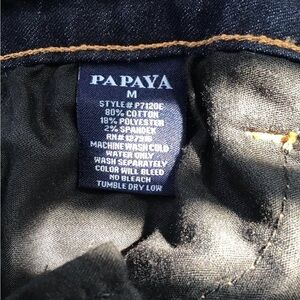 PAPAYA
M
STYLE# P7120E
80% COTTON
18% POLYESTER
2% SPANDEX
MACHINE WASH COLD
WATER ONLY
WASH SEPARATELY
COLOR WILL BLEED
NO BLEACH
TUMBLE DRY LOW